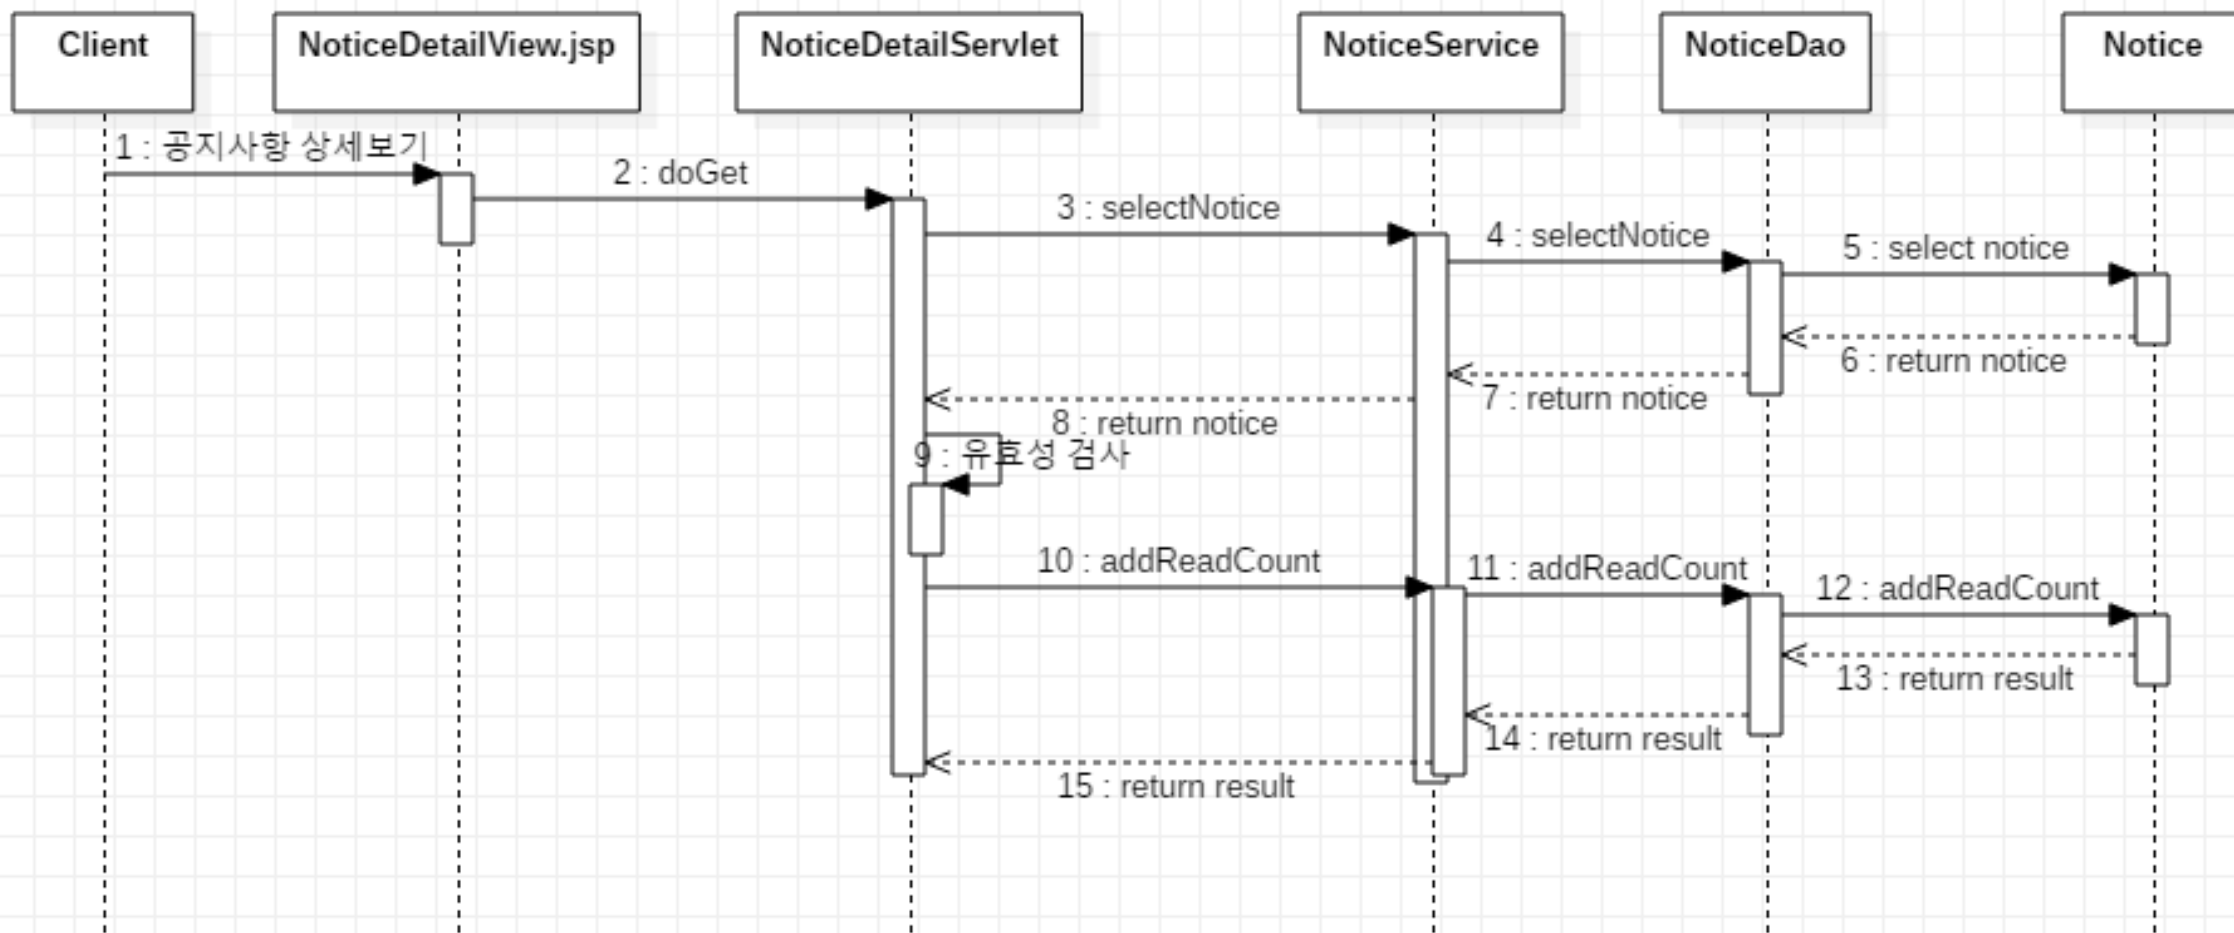 Client
NoticeDetailView.jsp
NoticeDetailServlet
NoticeService
NoticeDao
Notice
1 : 공지사항 상세보기
2 : doGet
3 : selectNotice
4 : selectNotice
5 : select notice
6 : return notice
7 : return notice
8 : return notice
9 : 유효성 검사
10 : addReadCount
11 : addReadCount
12 : addReadCount
13 : return result
14 : return result
15 : return result